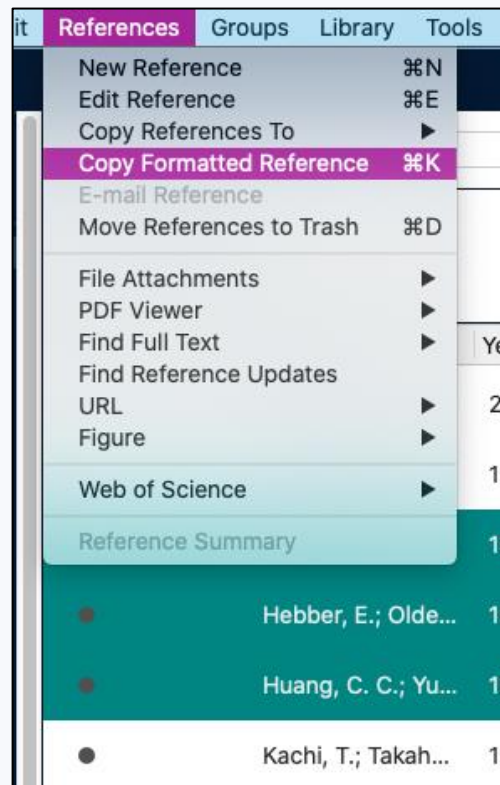 it References Groups Library Tools
New Reference ⌘N
Edit Reference ⌘E
Copy References To ▶
Copy Formatted Reference ⌘K
E-mail Reference
Move References to Trash ⌘D
File Attachments ▶
PDF Viewer ▶
Find Full Text ▶
Ye
Find Reference Updates
URL ▶
2
Figure ▶
1
Web of Science ▶
Reference Summary
1
Hebber, E.; Olde... 1
Huang, C. C.; Yu... 1
Kachi, T.; Takah... 1